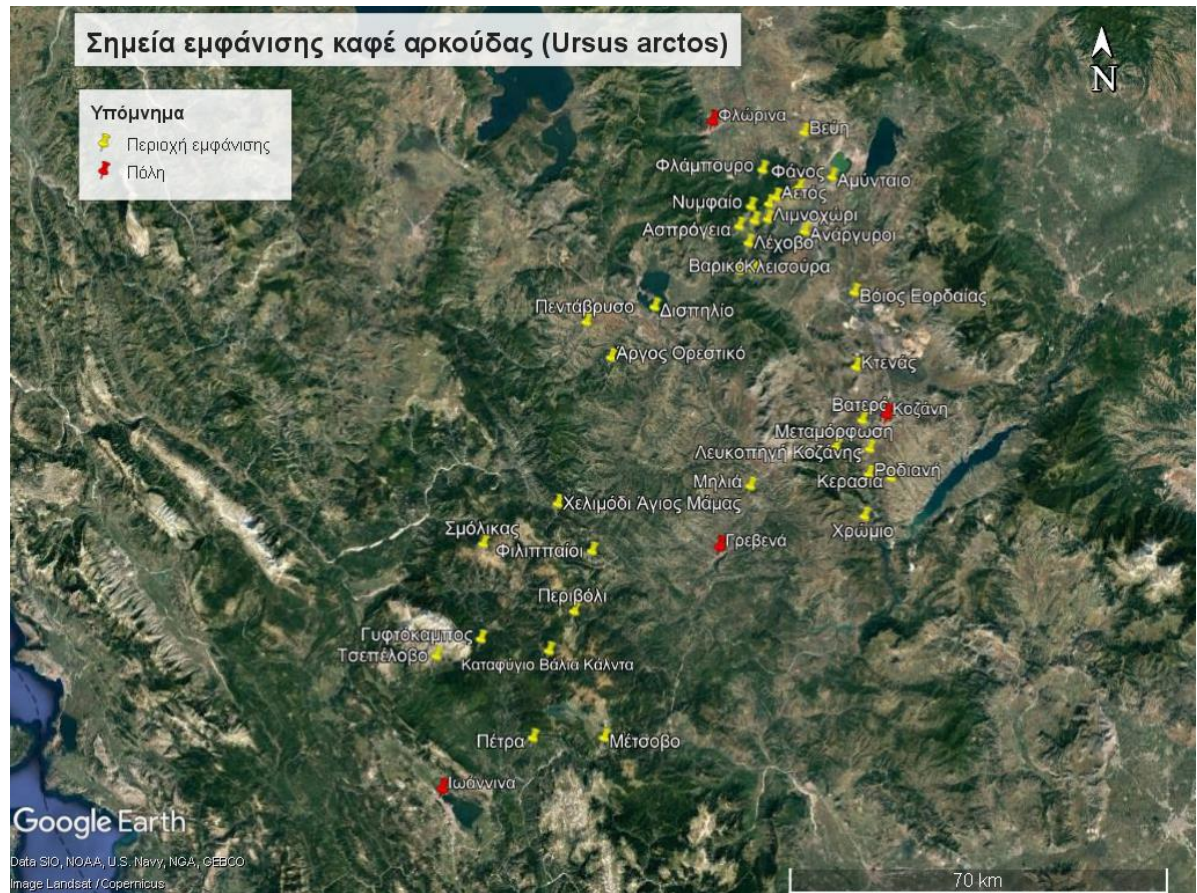 Σημεία εμφάνισης καφέ αρκούδας (Ursus arctos)
N
Υπόμνημα
Περιοχή εμφάνισης
Πόλη
Φλώρινα
Βεύη
Φλάμπουρο
Φάνος
Αμύνταιο
Αετός
Νυμφαίο
Λιμνοχώρι
Ασπρόγεια
Ανάργυροι
Λέχοβο
Βαρικό
Κλεισούρα
Βόιος Εορδαίας
Πεντάβρυσο
Δισπηλίο
Άργος Ορεστικό
Κτενάς
Βατερό
Κοζάνη
Μεταμόρφωση
Λευκοπηγή Κοζάνης
Ροδιανή
Κερασιά
Μηλιά
Χελιμόδι Άγιος Μάμας
Χρώμιο
Σμόλικας
Φιλιππαίοι
Γρεβενά
Περιβόλι
Γυφτόκαμπος
Τσεπέλοβο
Καταφύγιο Βάλια Κάλντα
Πέτρα
Μέτσοβο
Ιωάννινα
Google Earth
Data SIO, NOAA, U.S. Navy, NGA, GEBCO
Image Landsat / Copernicus
70 km